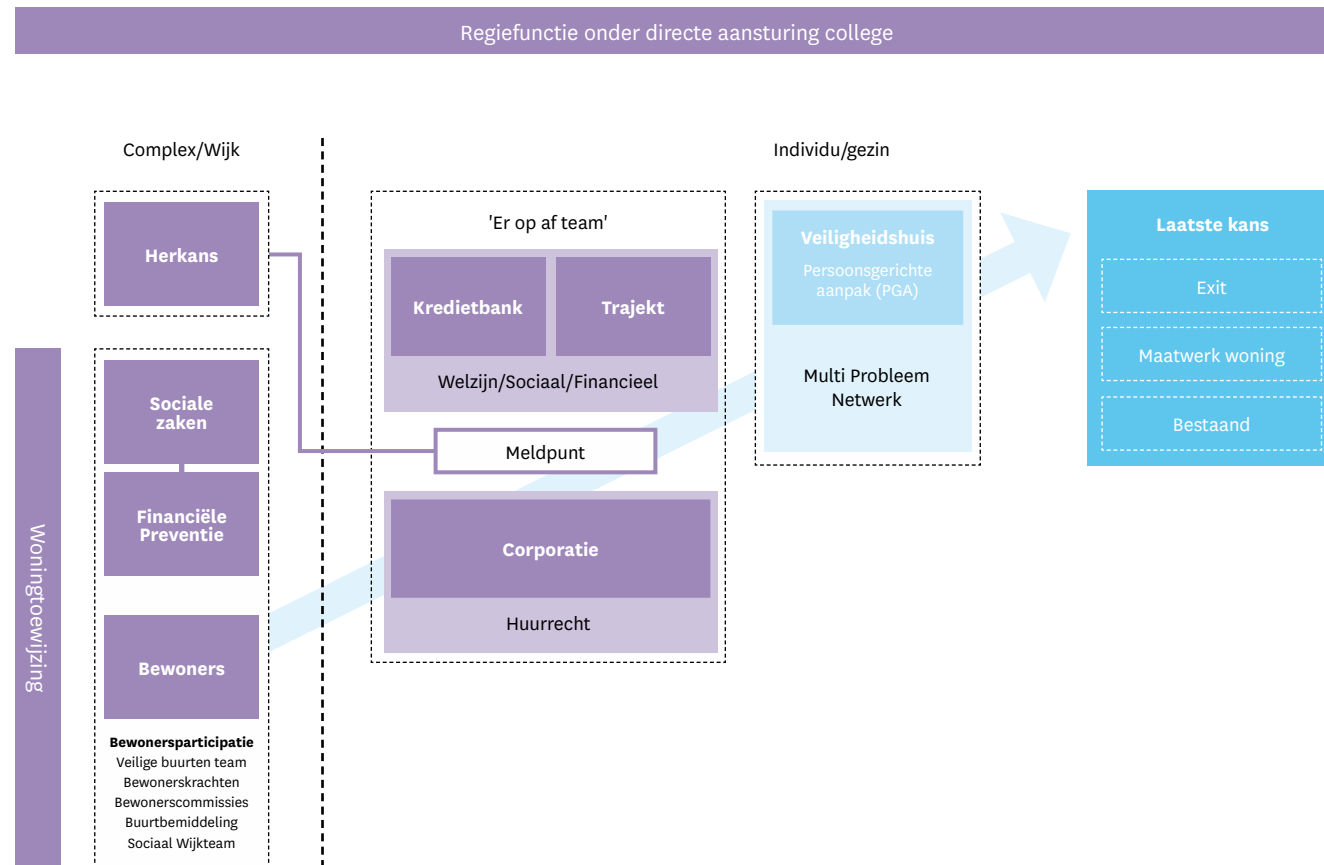 Regiefunctie onder directe aansturing college
Complex/Wijk
Individu/gezin
Herkans
Sociale
zaken
Financiële
Preventie
Bewoners
Bewonersparticipatie
Veilige buurten team
Bewonerskrachten
Bewonerscommissies
Buurtbemiddeling
Sociaal Wijkteam
Woningtoewijzing
'Er op af team'
Kredietbank
Trajekt
Welzijn/Sociaal/Financieel
Meldpunt
Corporatie
Huurrecht
Veiligheidshuis
Persoonsgerichte
aanpak (PGA)
Multi Probleem
Netwerk
Laatste kans
Exit
Maatwerk woning
Bestaand